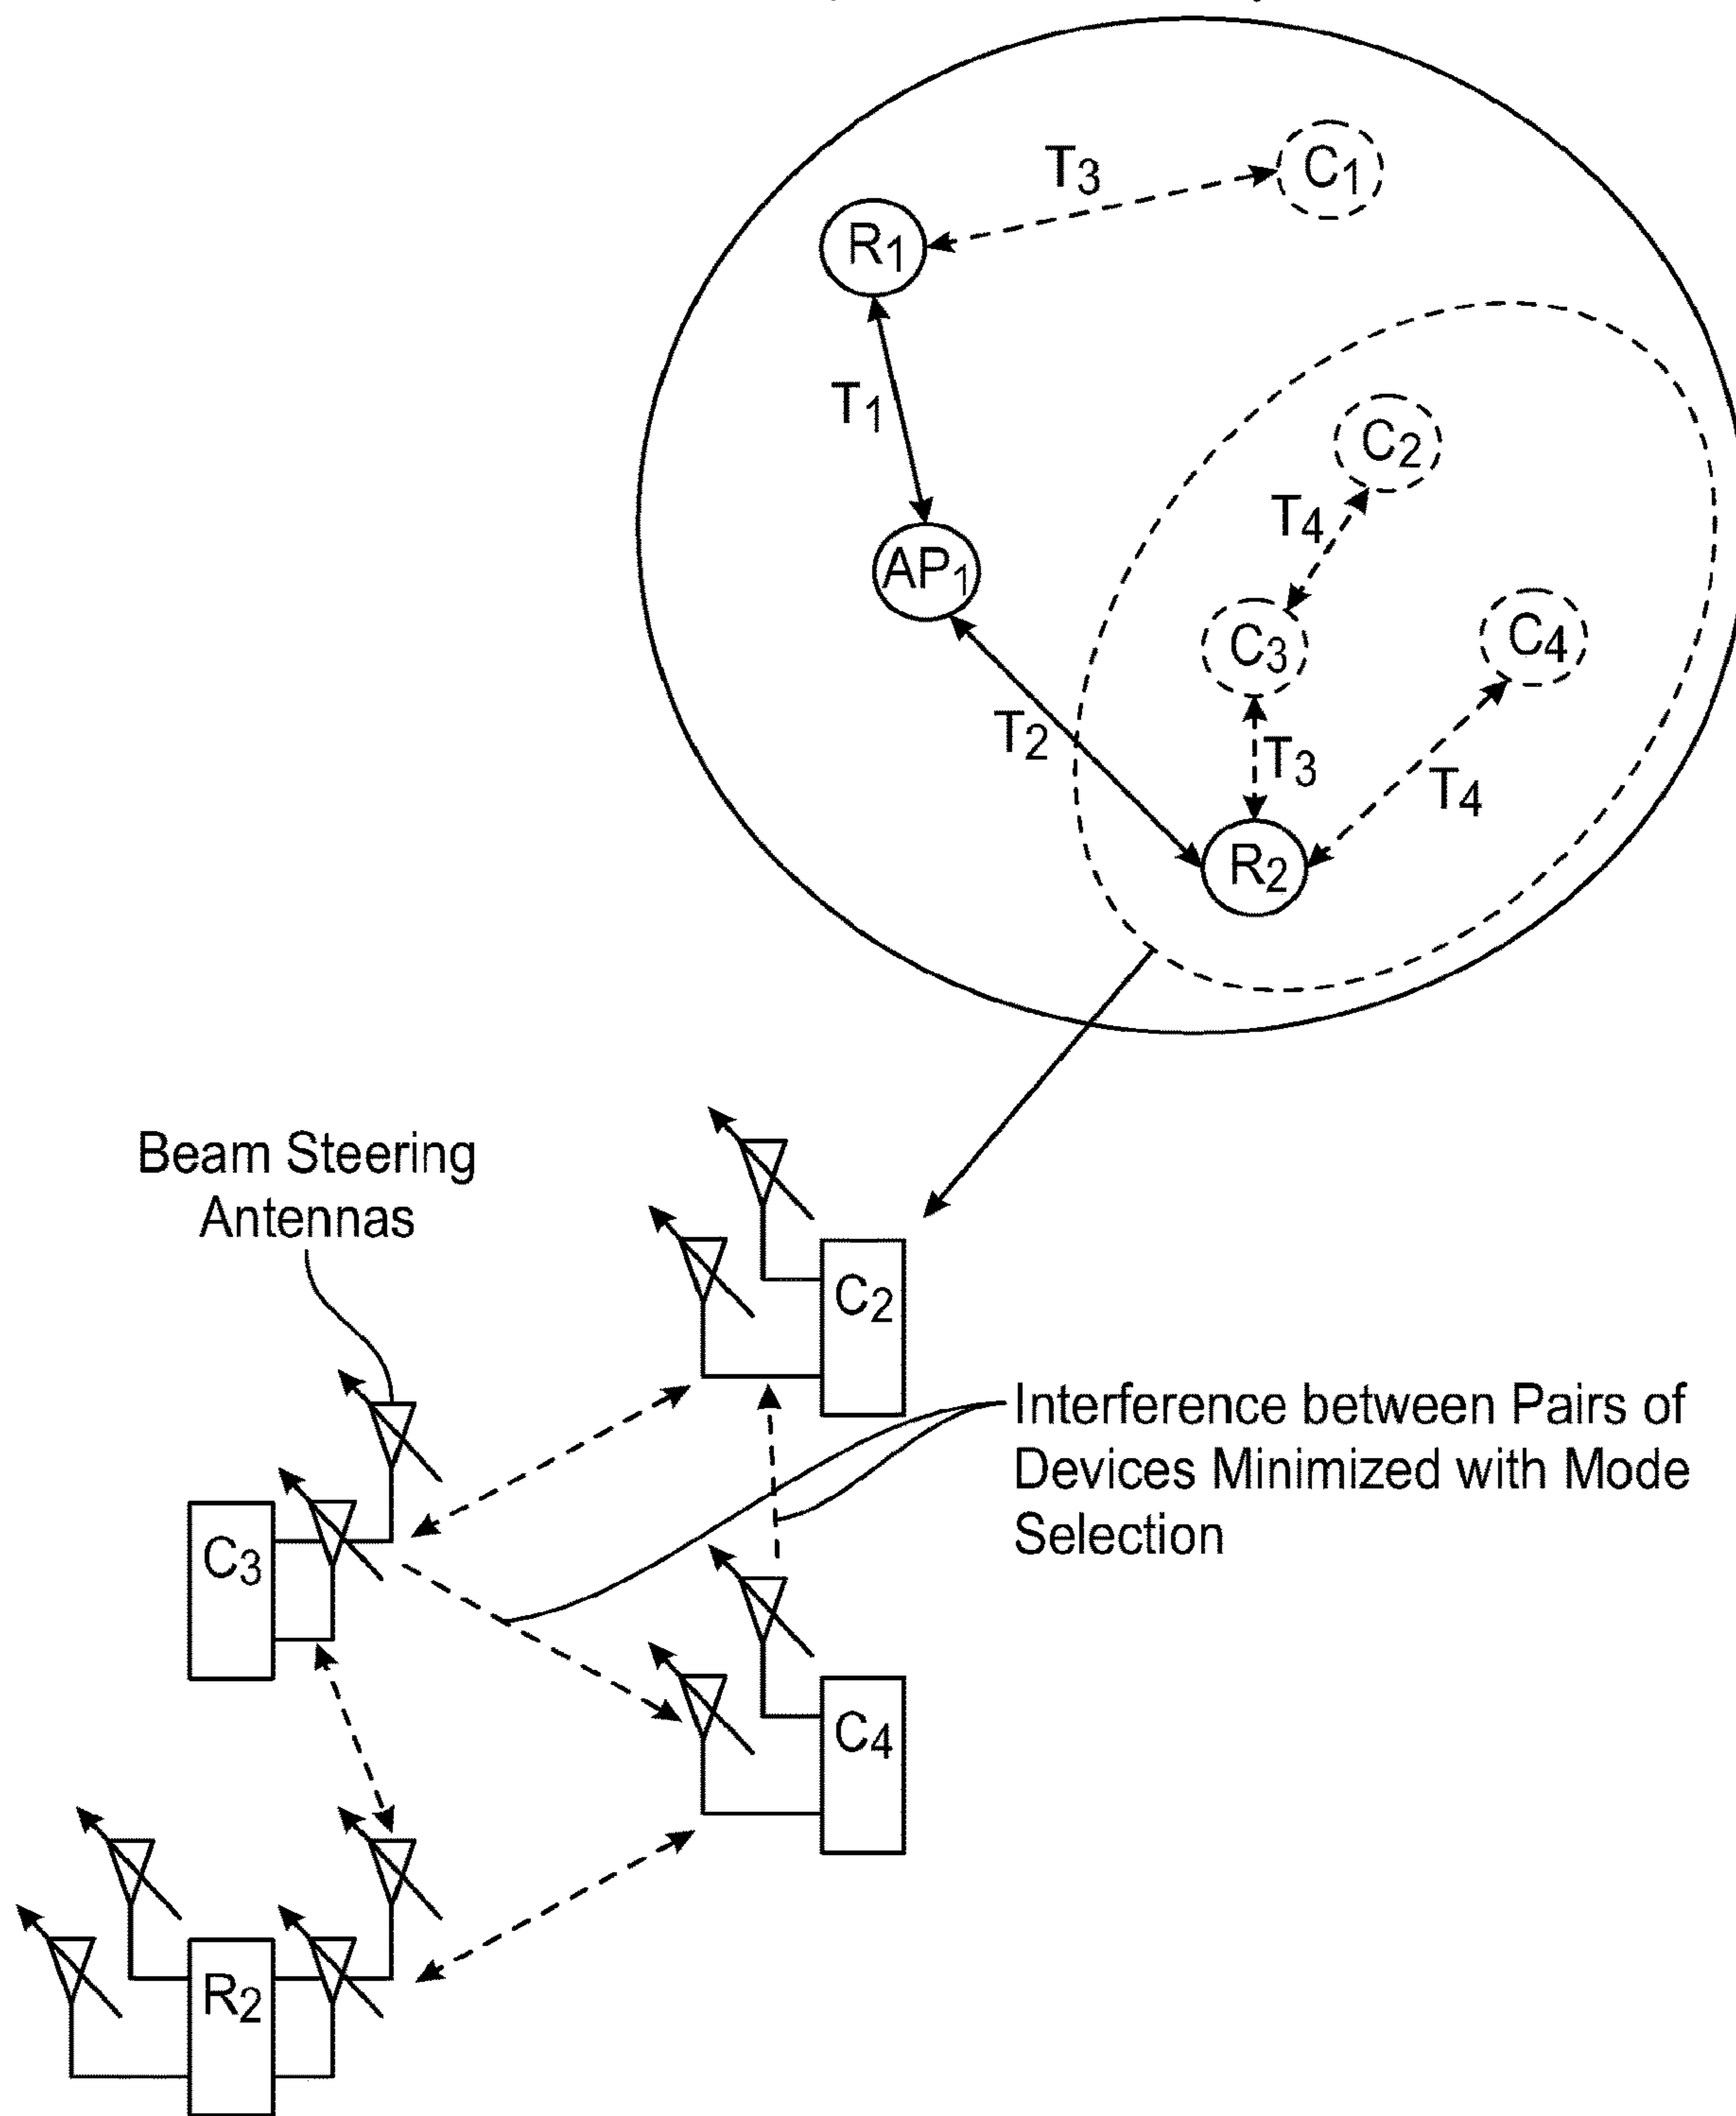 T3
C1
R1
T1
C2
T4
AP1
C3
C4
T2
T3
T4
R2
Beam Steering
Antennas
C2
Interference between Pairs of
Devices Minimized with Mode
Selection
C3
C4
R2